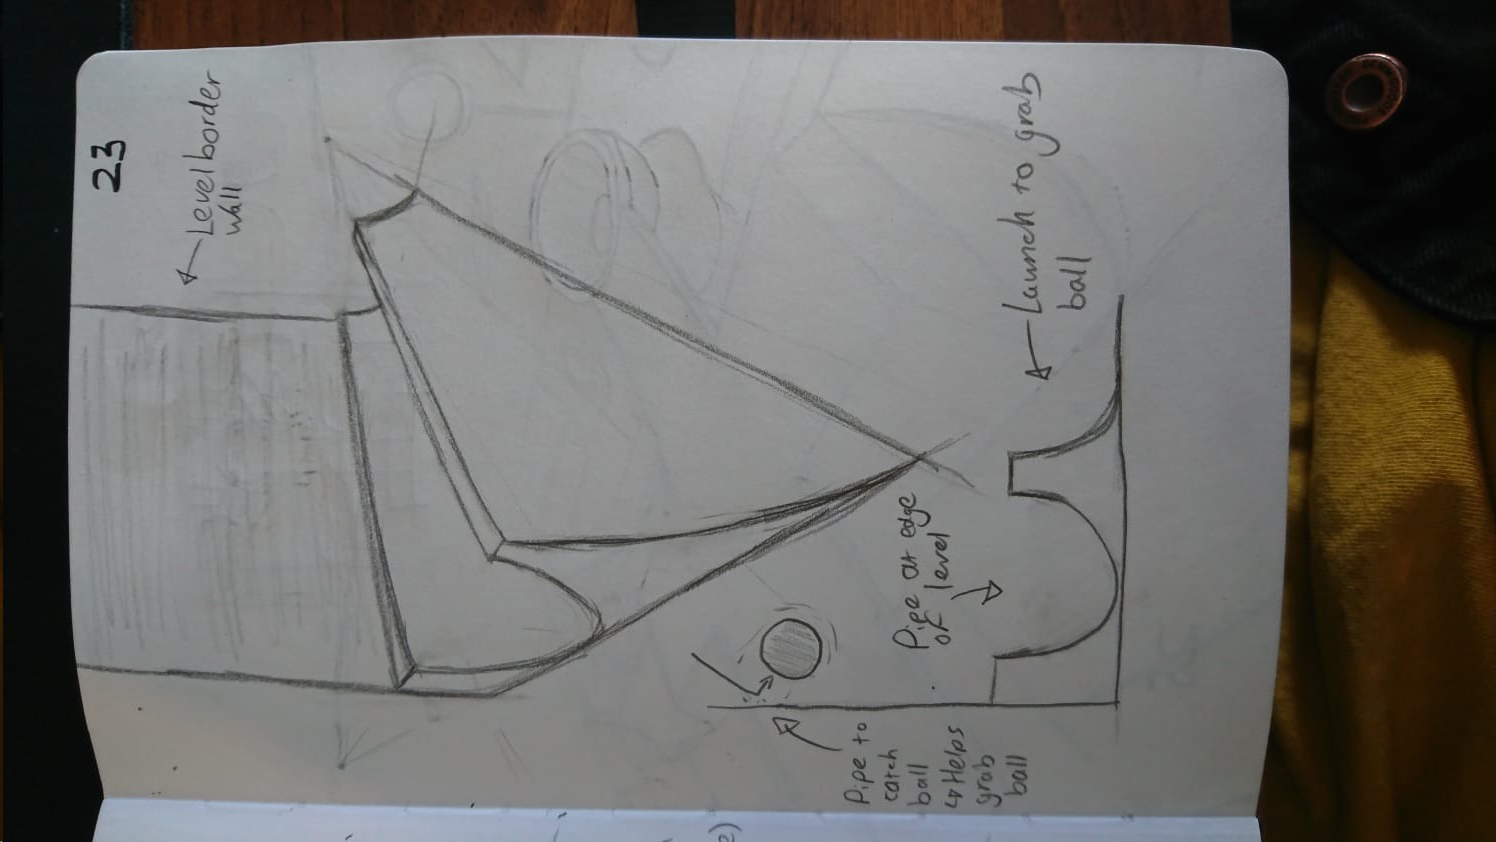 23
Level border
wall
Launch to grab
ball
Pipe at edge
of level
Pipe to
catch
ball
↳ Helps
grab
ball